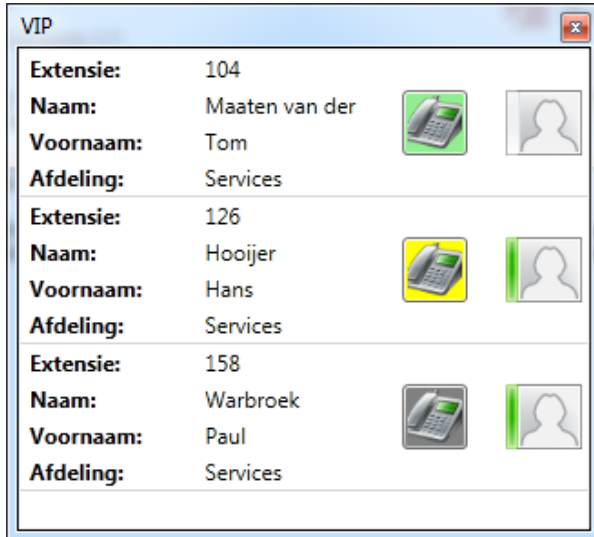 VIP
Extensie: 104
Naam: Maaten van der
Voornaam: Tom
Afdeling: Services
Extensie: 126
Naam: Hooijer
Voornaam: Hans
Afdeling: Services
Extensie: 158
Naam: Warbroek
Voornaam: Paul
Afdeling: Services